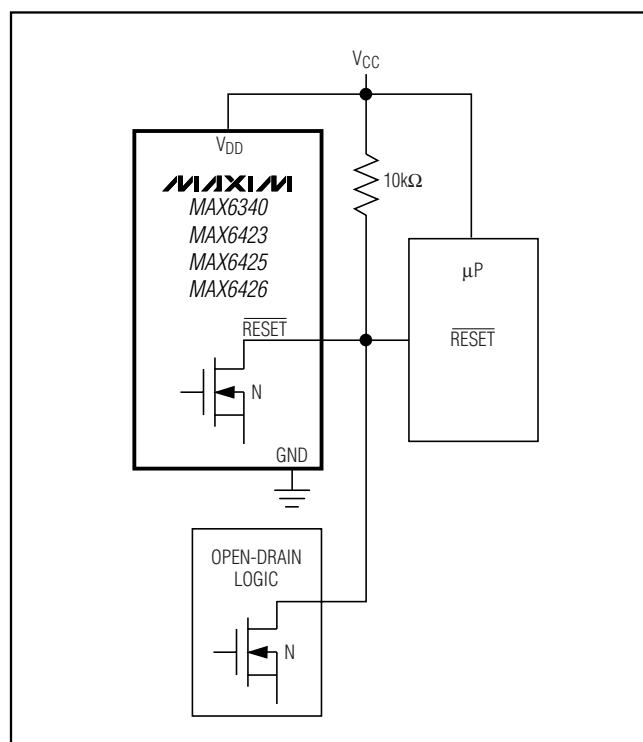 VCC
VDD
MAXIM
MAX6340
MAX6423
MAX6425
MAX6426
10kΩ
μP
RESET
RESET
N
GND
OPEN-DRAIN
LOGIC
N